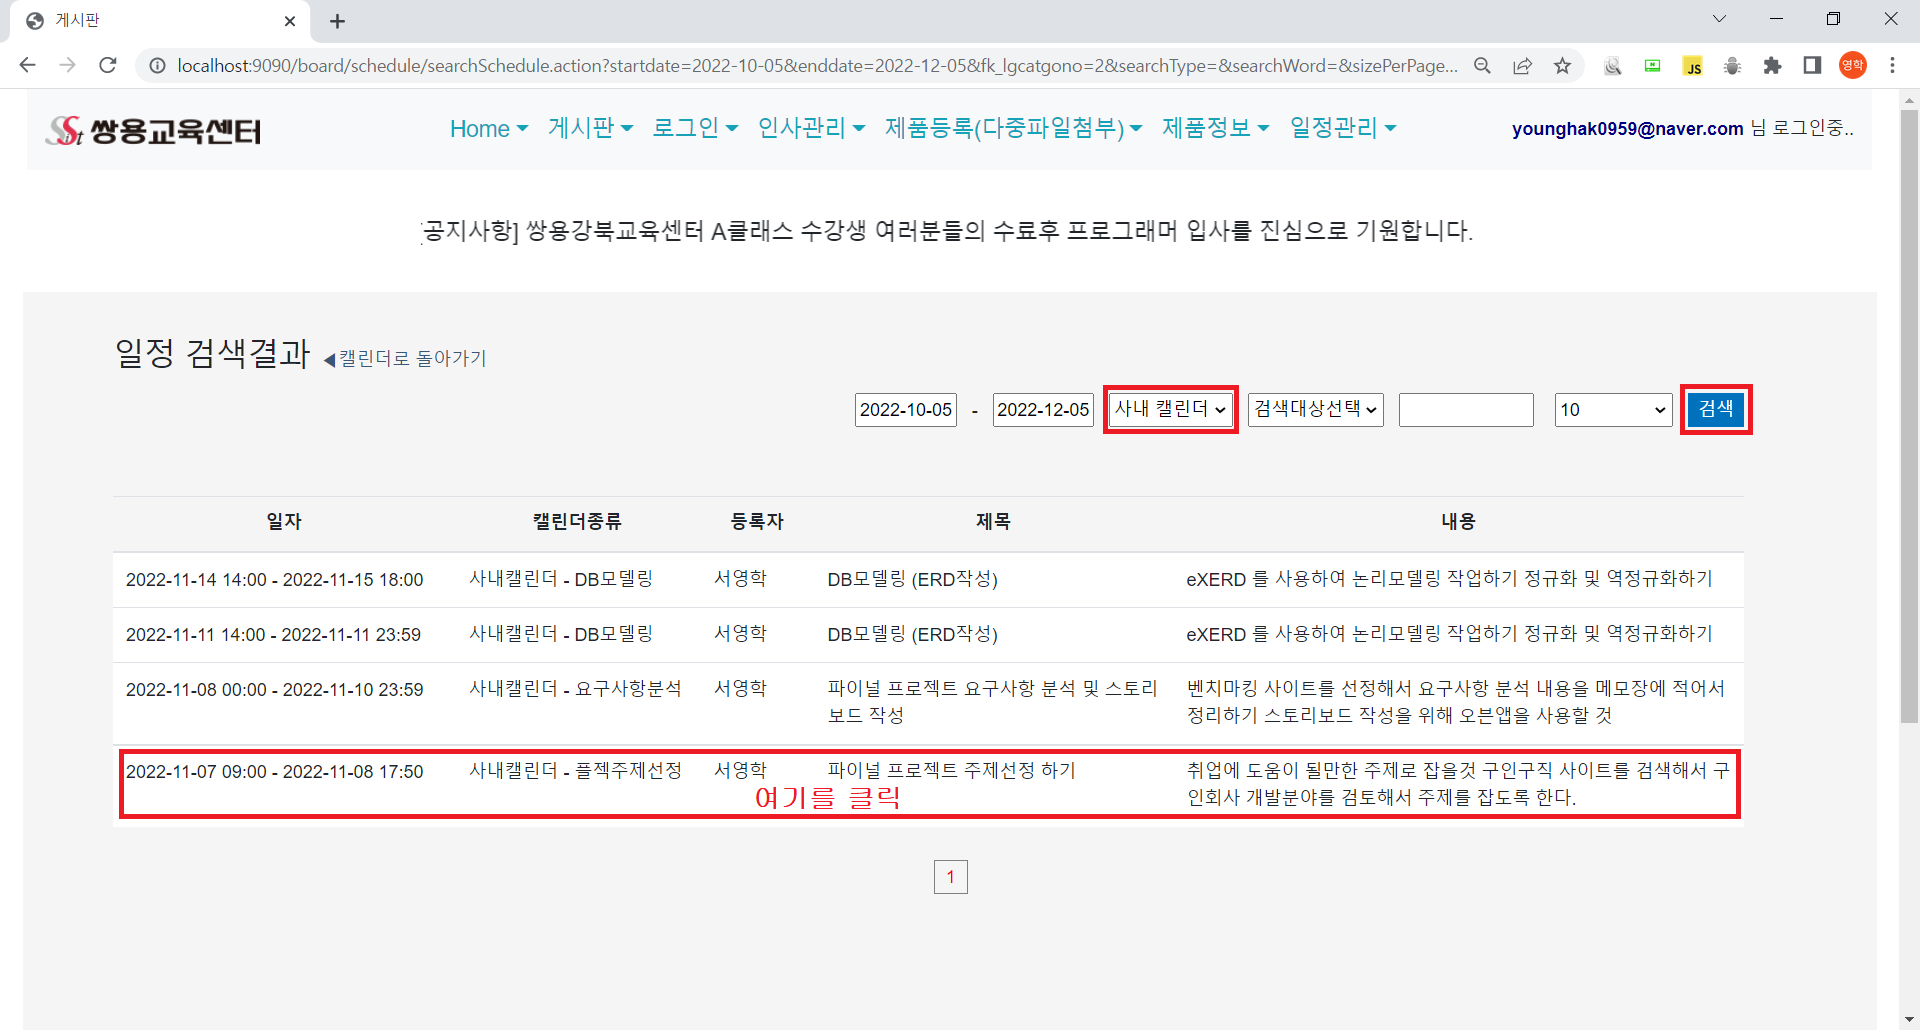 게시판
localhost:9090/board/schedule/searchSchedule.action?startdate=2022-10-05&enddate=2022-12-05&fk_lgcatgono=2&searchType=&searchWord=&sizePerPage...
JS
영학
Sist 쌍용교육센터 Home 게시판 로그인 인사관리 제품등록(다중파일첨부) 제품정보 일정관리 younghak0959@naver.com 님 로그인중..
공지사항] 쌍용강북교육센터 A클래스 수강생 여러분들의 수료후 프로그래머 입사를 진심으로 기원합니다.
일정 검색결과 ◀캘린더로 돌아가기
2022-10-05 - 2022-12-05 사내 캘린더 검색대상선택 10 검색
일자 캘린더종류 등록자 제목 내용
2022-11-14 14:00 - 2022-11-15 18:00 사내캘린더 - DB모델링 서영학 DB모델링 (ERD작성) eXERD 를 사용하여 논리모델링 작업하기 정규화 및 역정규화하기
2022-11-11 14:00 - 2022-11-11 23:59 사내캘린더 - DB모델링 서영학 DB모델링 (ERD작성) eXERD 를 사용하여 논리모델링 작업하기 정규화 및 역정규화하기
2022-11-08 00:00 - 2022-11-10 23:59 사내캘린더 - 요구사항분석 서영학 파이널 프로젝트 요구사항 분석 및 스토리 벤치마킹 사이트를 선정해서 요구사항 분석 내용을 메모장에 적어서
보드 작성 정리하기 스토리보드 작성을 위해 오븐앱을 사용할 것
2022-11-07 09:00 - 2022-11-08 17:50 사내캘린더 - 플젝주제선정 서영학 파이널 프로젝트 주제선정 하기 취업에 도움이 될만한 주제로 잡을것 구인구직 사이트를 검색해서 구
여기를 클릭 인회사 개발분야를 검토해서 주제를 잡도록 한다.
1